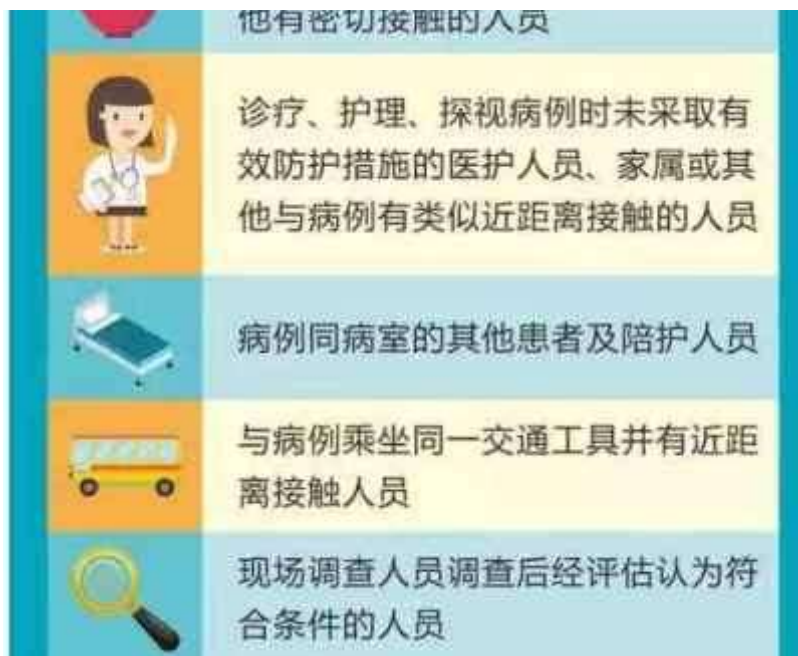 他有密切接触的人员
诊疗、护理、探视病例时未采取有
效防护措施的医护人员、家属或其
他与病例有类似近距离接触的人员
病例同病室的其他患者及陪护人员
与病例乘坐同一交通工具并有近距
离接触人员
现场调查人员调查后经评估认为符
合条件的人员